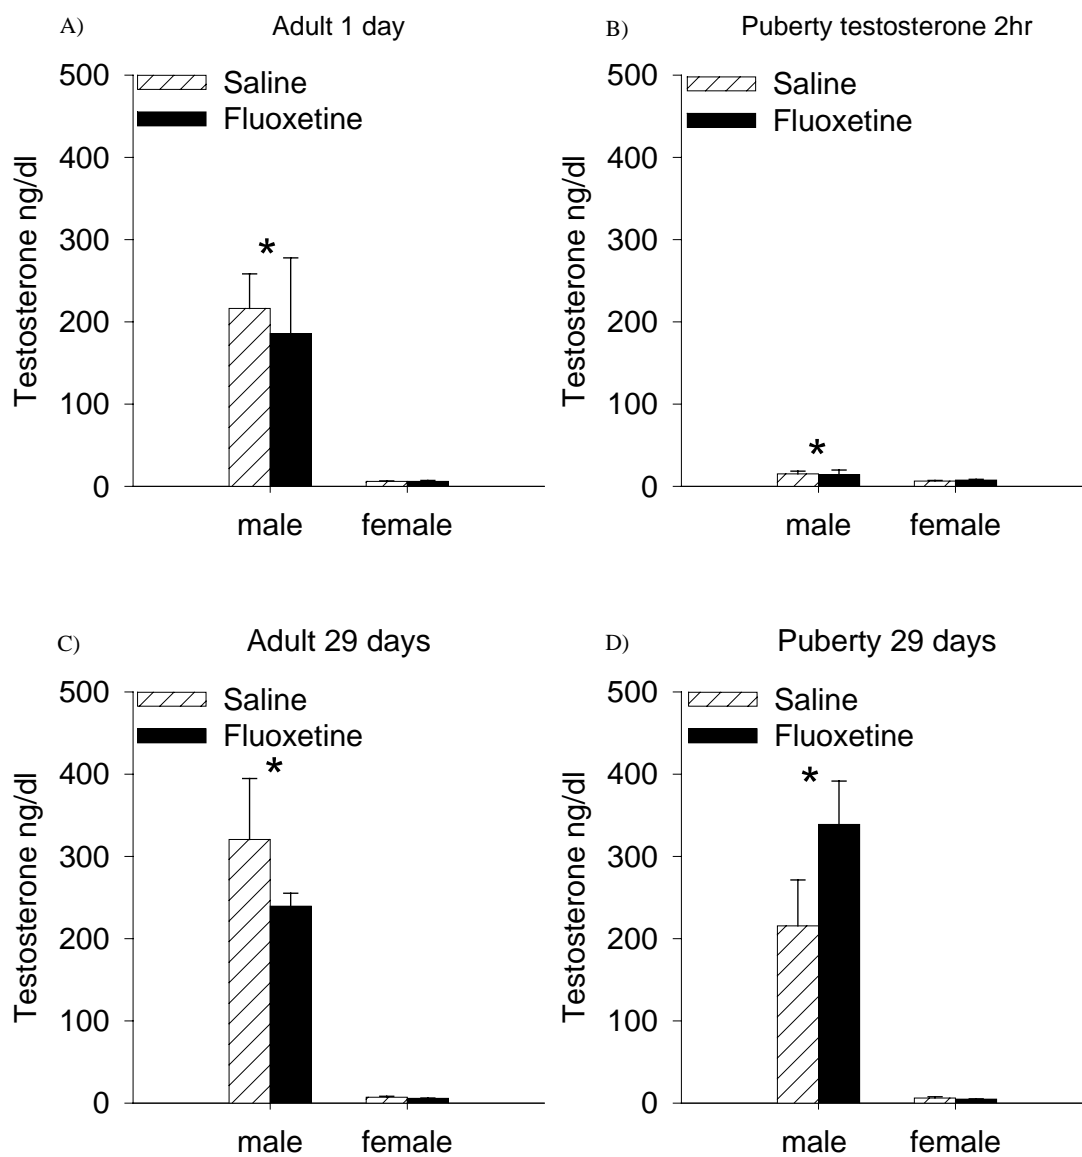 A) Adult 1 day
Saline
Fluoxetine
Testosterone ng/dl
500
400
300
200
100
0
*
male female
B) Puberty testosterone 2hr
Saline
Fluoxetine
Testosterone ng/dl
500
400
300
200
100
0
*
male female
C) Adult 29 days
Saline
Fluoxetine
Testosterone ng/dl
500
400
300
200
100
0
*
male female
D) Puberty 29 days
Saline
Fluoxetine
Testosterone ng/dl
500
400
300
200
100
0
*
male female